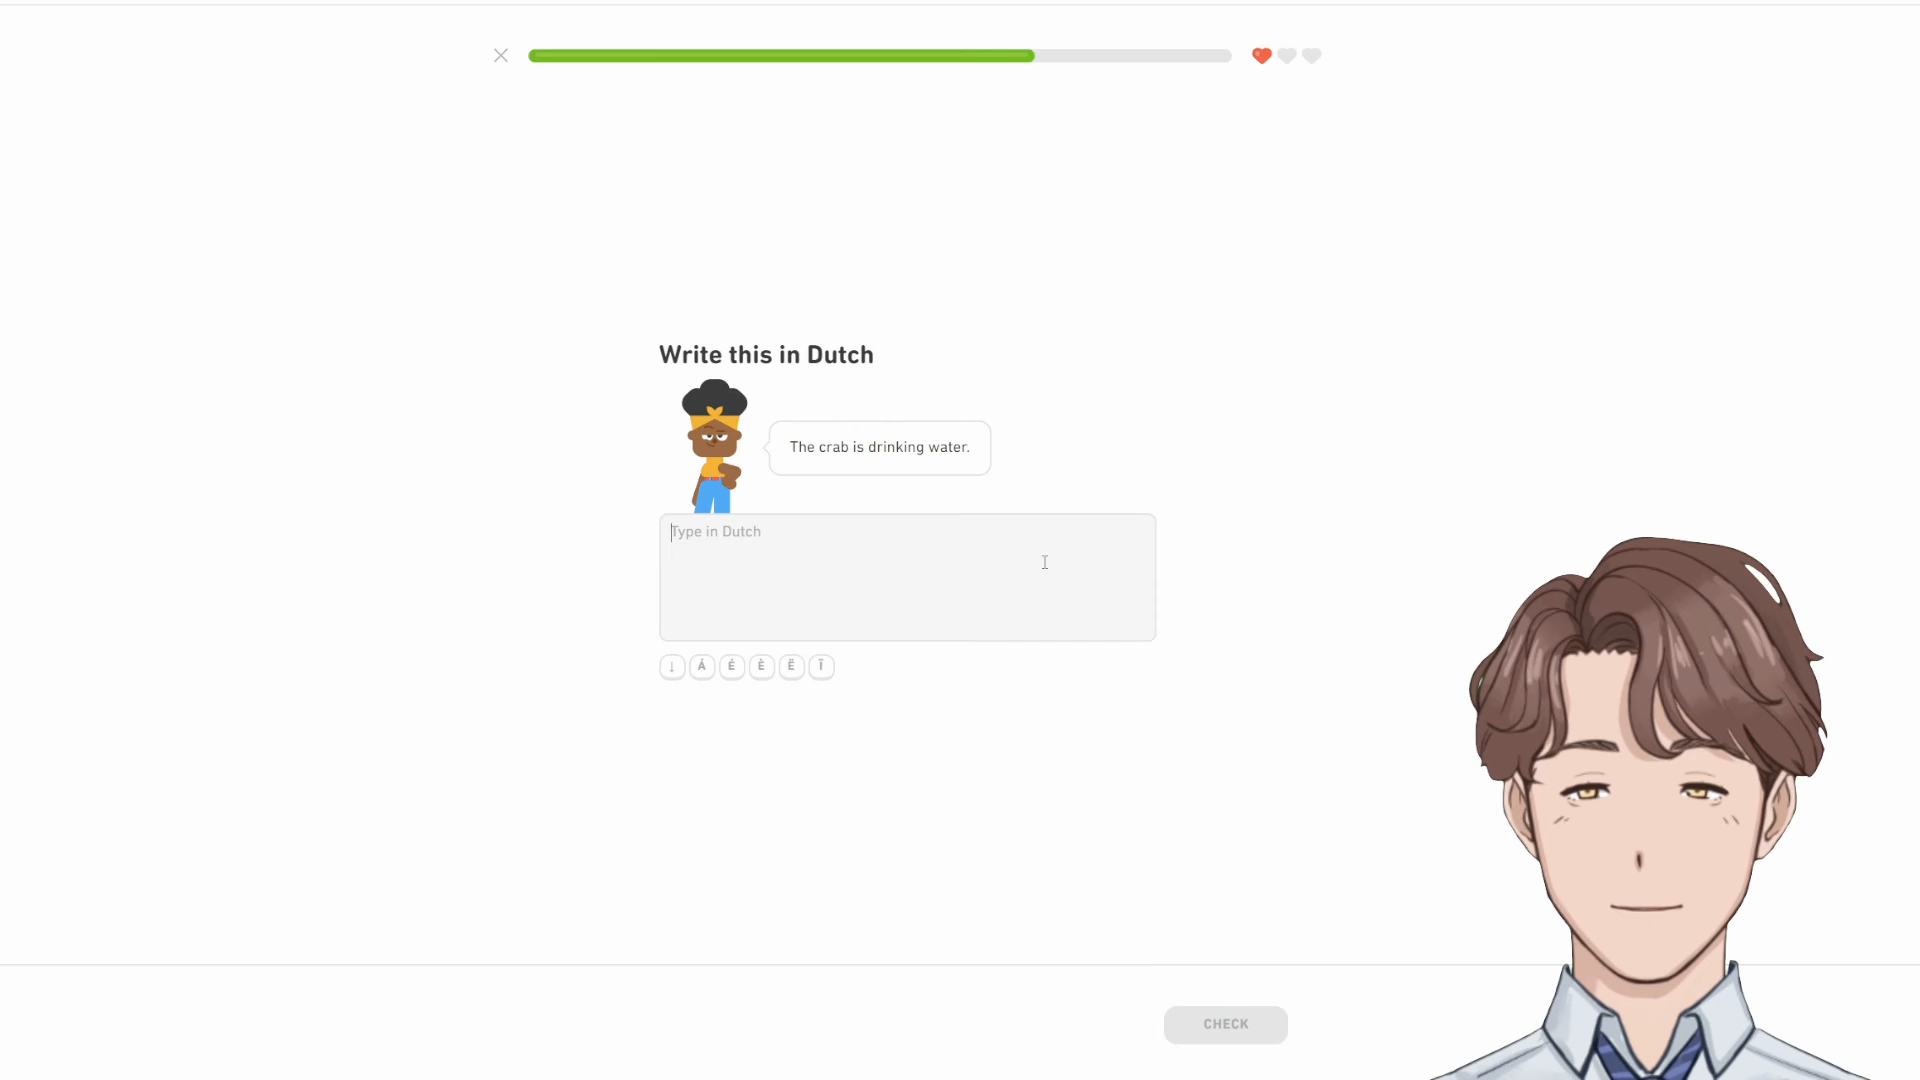 Write this in Dutch
The crab is drinking water.
Type in Dutch
↓ Á É È Ë Ï
CHECK